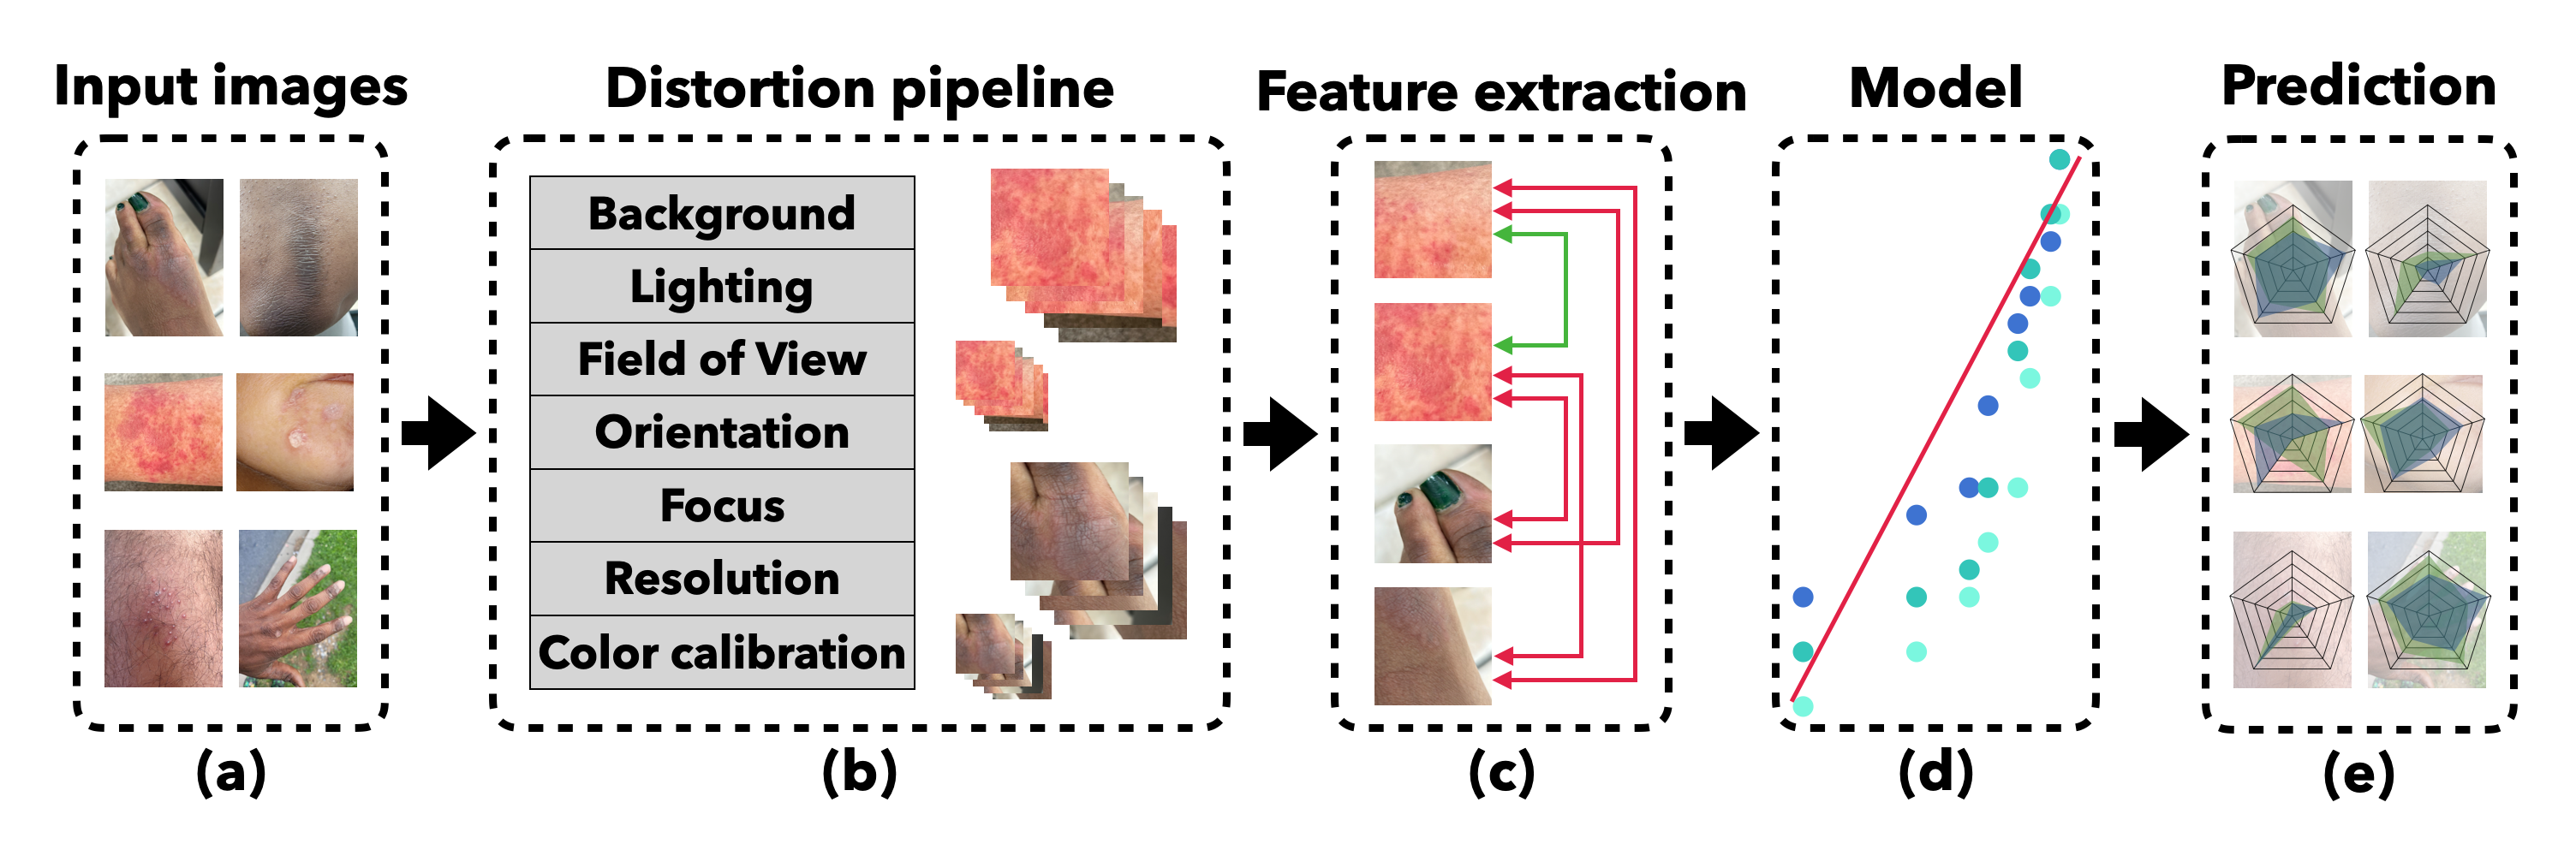 Input images
Distortion pipeline
Feature extraction
Model
Prediction
Background
Lighting
Field of View
Orientation
Focus
Resolution
Color calibration
(a)
(b)
(c)
(d)
(e)